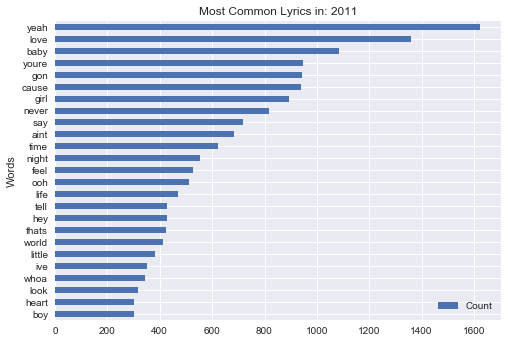 Most Common Lyrics in: 2011
yeah
love
baby
youre
gon
cause
girl
never
say
aint
time
night
feel
ooh
life
tell
hey
thats
world
little
ive
whoa
look
heart
boy
Words
Count
0 200 400 600 800 1000 1200 1400 1600